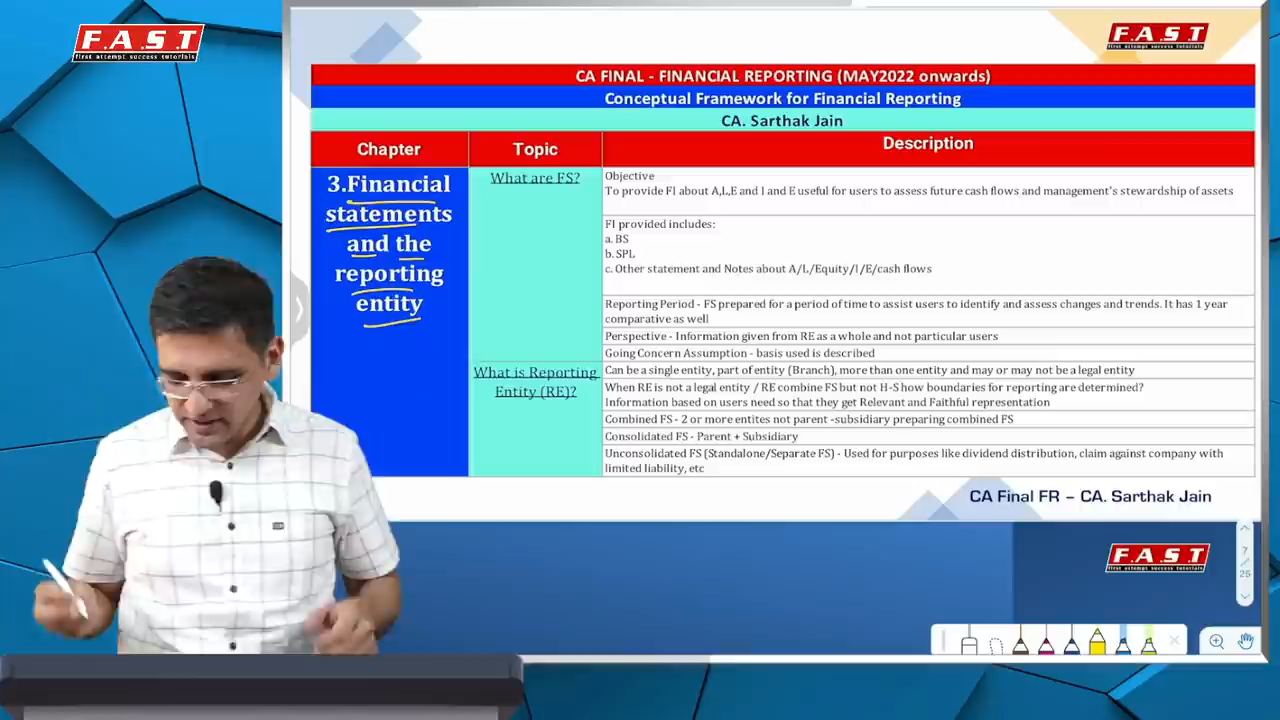 F.A.S.T
first attempt success tutorials
F.A.S.T
first attempt success tutorials
CA FINAL - FINANCIAL REPORTING (MAY2022 onwards)
Conceptual Framework for Financial Reporting
CA. Sarthak Jain
Chapter
Topic
Description
3.Financial
statements
and the
reporting
entity
What are FS?
Objective
To provide FI about A,L,E and I and E useful for users to assess future cash flows and management's stewardship of assets
FI provided includes:
a. BS
b. SPL
c. Other statement and Notes about A/L/Equity/I/E/cash flows
Reporting Period - FS prepared for a period of time to assist users to identify and assess changes and trends. It has 1 year
comparative as well
Perspective - Information given from RE as a whole and not particular users
Going Concern Assumption - basis used is described
What is Reporting
Entity (RE)?
Can be a single entity, part of entity (Branch), more than one entity and may or may not be a legal entity
When RE is not a legal entity / RE combine FS but not H-S how boundaries for reporting are determined?
Information based on users need so that they get Relevant and Faithful representation
Combined FS - 2 or more entites not parent -subsidiary preparing combined FS
Consolidated FS - Parent + Subsidiary
Unconsolidated FS (Standalone/Separate FS) - Used for purposes like dividend distribution, claim against company with
limited liability, etc
CA Final FR – CA. Sarthak Jain
F.A.S.T
first attempt success tutorials
7
/
25